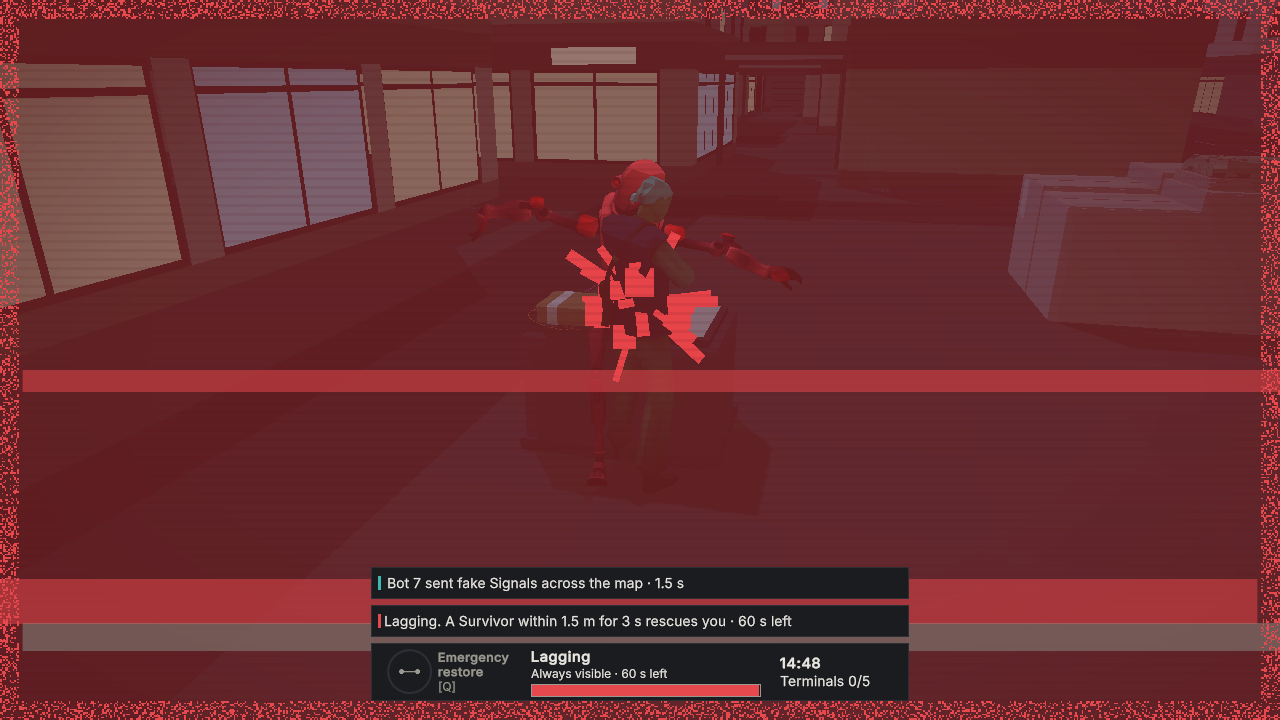 Bot 7 sent fake Signals across the map · 1.5 s
Lagging. A Survivor within 1.5 m for 3 s rescues you · 60 s left
Emergency
restore
[Q]
Lagging
Always visible · 60 s left
14:48
Terminals 0/5